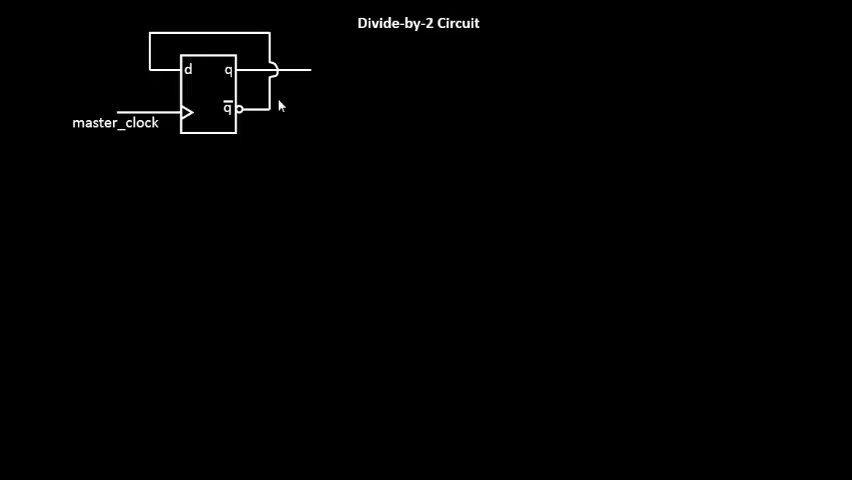 Divide-by-2 Circuit
d q
q̅
master_clock